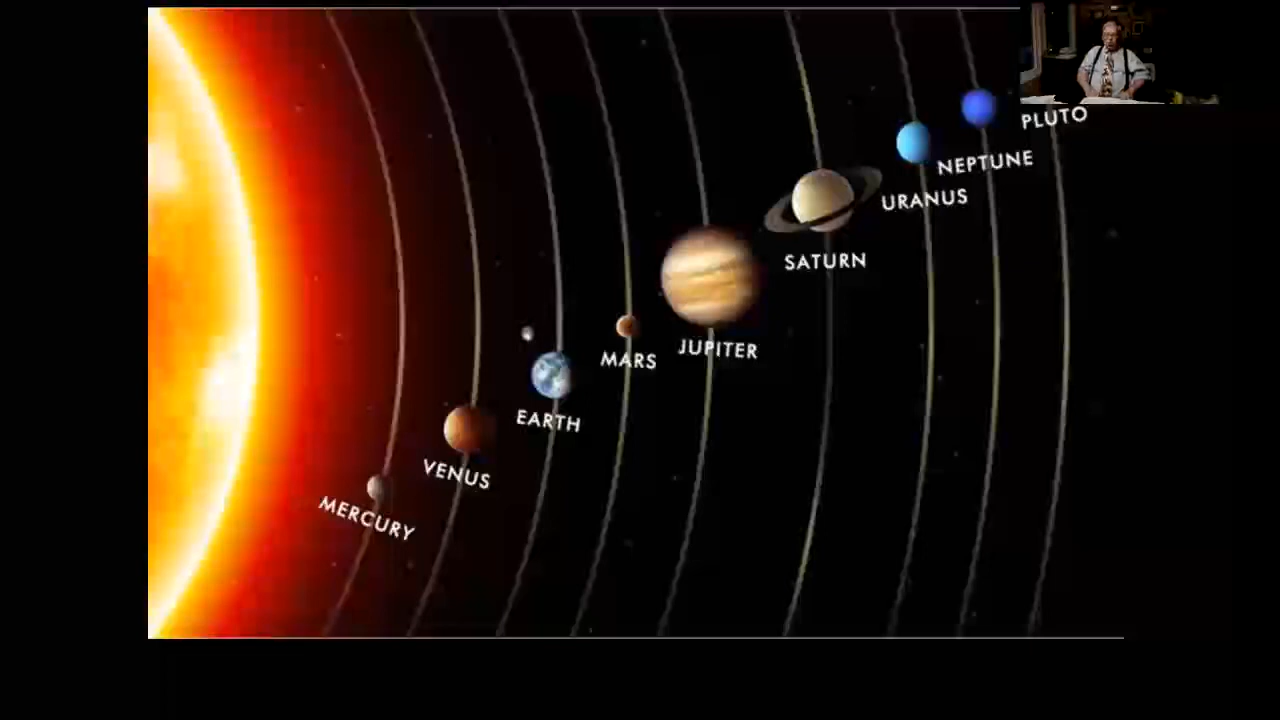 MERCURY
VENUS
EARTH
MARS
JUPITER
SATURN
URANUS
NEPTUNE
PLUTO